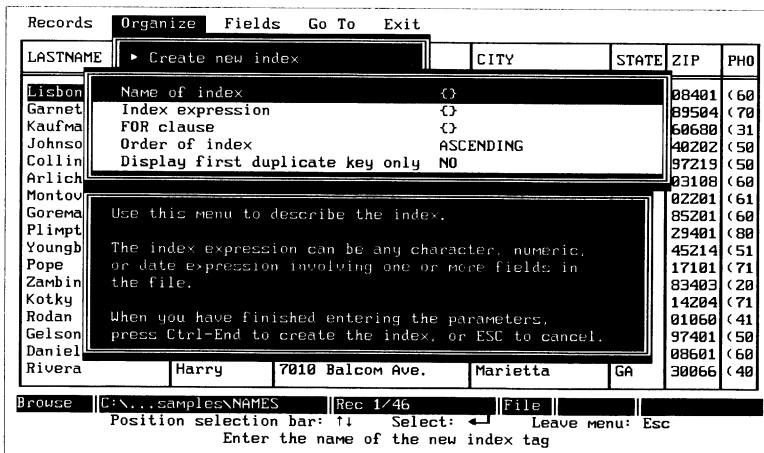 Records Organize Fields Go To Exit
LASTNAME ► Create new index CITY STATE ZIP PHO
Lisbon Name of index {} 08401 (60
Garnet Index expression {} 89504 (70
Kaufma FOR clause {} 60680 (31
Johnso Order of index ASCENDING 40202 (50
Collin Display first duplicate key only NO 97219 (50
Arlich 03108 (60
Montov 02201 (61
Gorema Use this menu to describe the index. 85201 (60
Plimpt 29401 (80
Youngb The index expression can be any character, numeric, 45214 (51
Pope or date expression involving one or more fields in 17101 (71
Zambin the file. 83403 (20
Kotky 14204 (71
Rodan When you have finished entering the parameters, 01060 (41
Gelson press Ctrl-End to create the index, or ESC to cancel. 97401 (50
Daniel 08601 (60
Rivera Harry 7010 Balcom Ave. Marietta GA 30066 (40
Browse C:\...samples\NAMES Rec 1/46 File
Position selection bar: ↑↓ Select: ↵ Leave menu: Esc
Enter the name of the new index tag